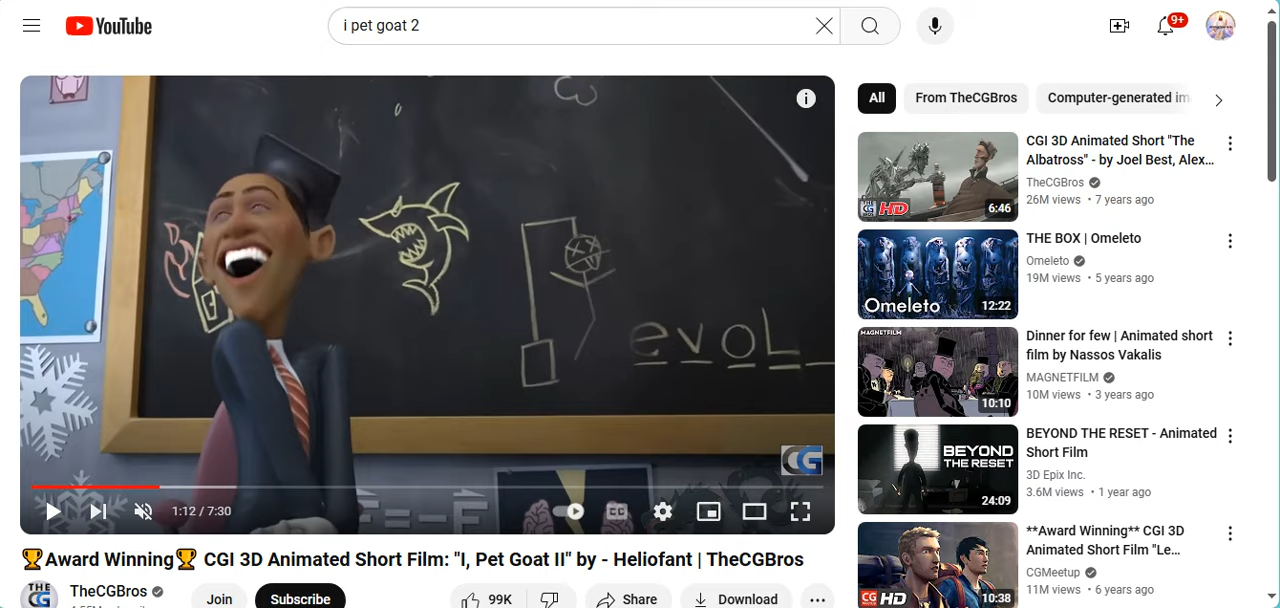 YouTube
i pet goat 2
9+
evoL_
F=-F
CG
1:12 / 7:30
CC
🏆Award Winning🏆 CGI 3D Animated Short Film: "I, Pet Goat II" by - Heliofant | TheCGBros
THE
CG
TheCGBros
Join
Subscribe
99K
Share
Download
All
From TheCGBros
Computer-generated im
HD
6:46
CGI 3D Animated Short "The
Albatross" - by Joel Best, Alex...
TheCGBros
26M views • 7 years ago
Omeleto
12:22
THE BOX | Omeleto
Omeleto
19M views • 5 years ago
MAGNETFILM
10:10
Dinner for few | Animated short
film by Nassos Vakalis
MAGNETFILM
10M views • 3 years ago
BEYOND
THE RESET
24:09
BEYOND THE RESET - Animated
Short Film
3D Epix Inc.
3.6M views • 1 year ago
CG HD
10:38
**Award Winning** CGI 3D
Animated Short Film "Le...
CGMeetup
11M views • 6 years ago